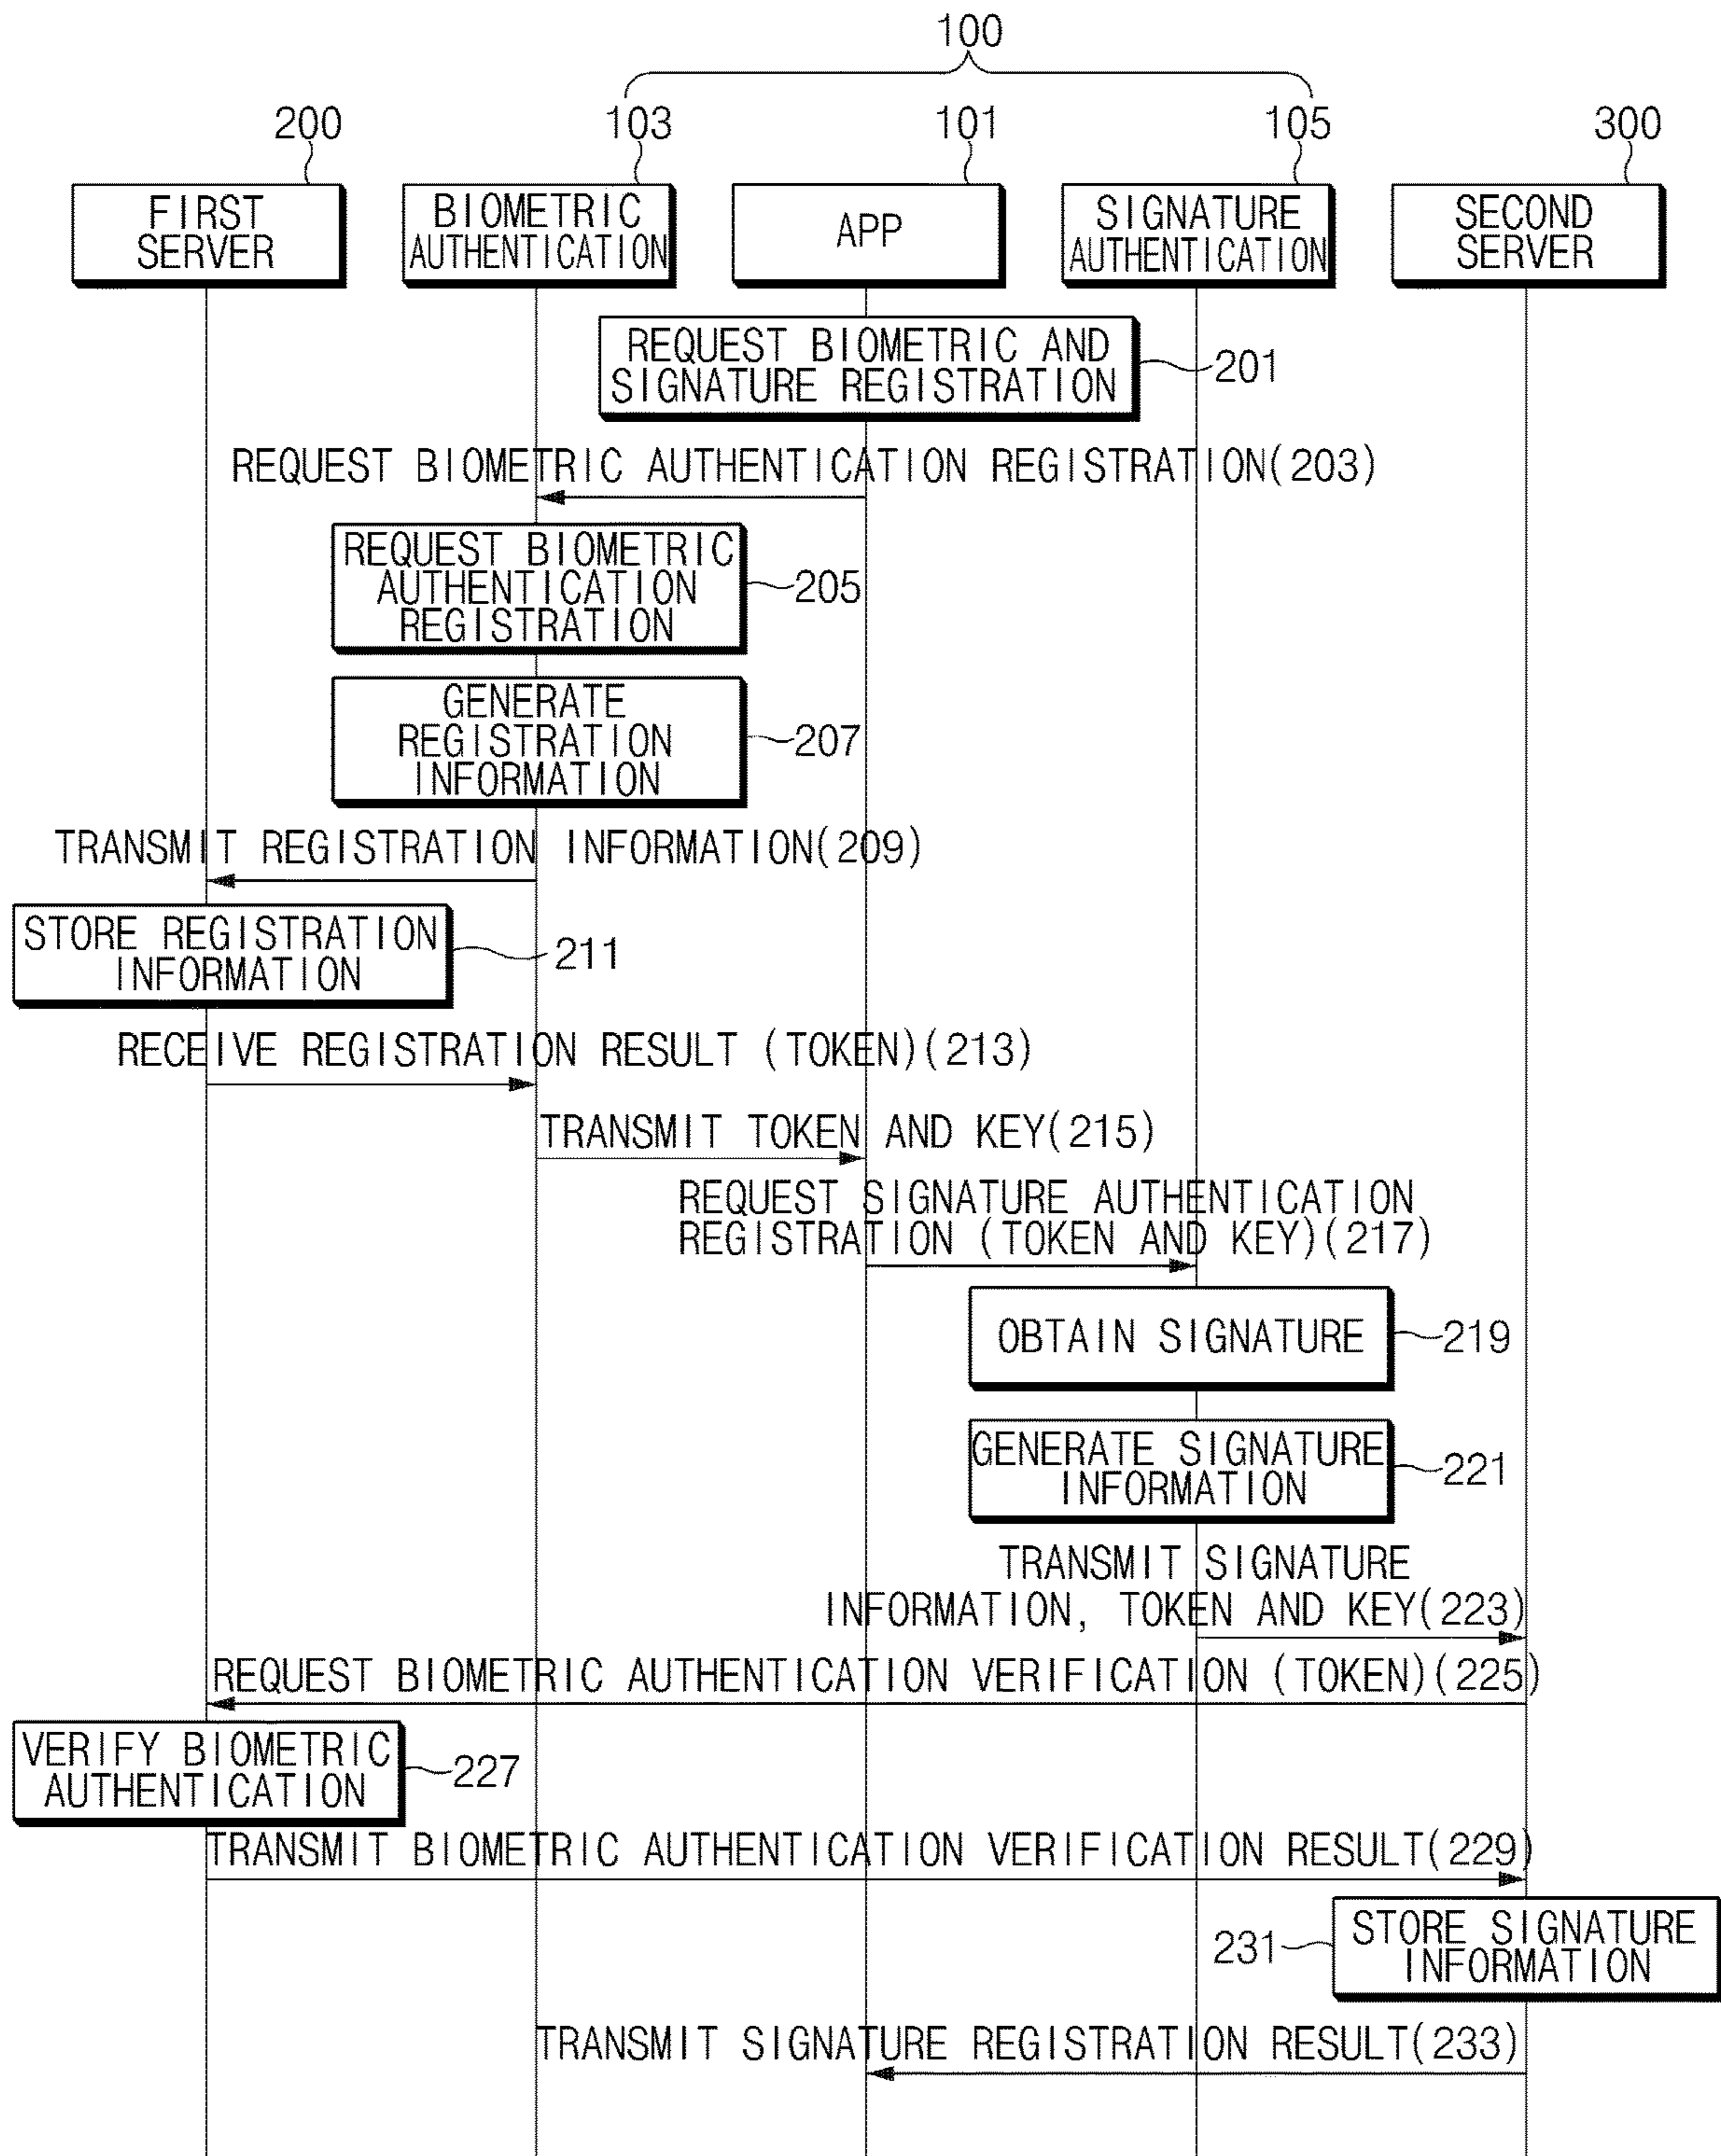 100
200
103
101
105
300
FIRST
SERVER
BIOMETRIC
AUTHENTICATION
APP
SIGNATURE
AUTHENTICATION
SECOND
SERVER
REQUEST BIOMETRIC AND
SIGNATURE REGISTRATION
201
REQUEST BIOMETRIC AUTHENTICATION REGISTRATION(203)
REQUEST BIOMETRIC
AUTHENTICATION
REGISTRATION
205
GENERATE
REGISTRATION
INFORMATION
207
TRANSMIT REGISTRATION INFORMATION(209)
STORE REGISTRATION
INFORMATION
211
RECEIVE REGISTRATION RESULT (TOKEN)(213)
TRANSMIT TOKEN AND KEY(215)
REQUEST SIGNATURE AUTHENTICATION
REGISTRATION (TOKEN AND KEY)(217)
OBTAIN SIGNATURE
219
GENERATE SIGNATURE
INFORMATION
221
TRANSMIT SIGNATURE
INFORMATION, TOKEN AND KEY(223)
REQUEST BIOMETRIC AUTHENTICATION VERIFICATION (TOKEN)(225)
VERIFY BIOMETRIC
AUTHENTICATION
227
TRANSMIT BIOMETRIC AUTHENTICATION VERIFICATION RESULT(229)
231
STORE SIGNATURE
INFORMATION
TRANSMIT SIGNATURE REGISTRATION RESULT(233)